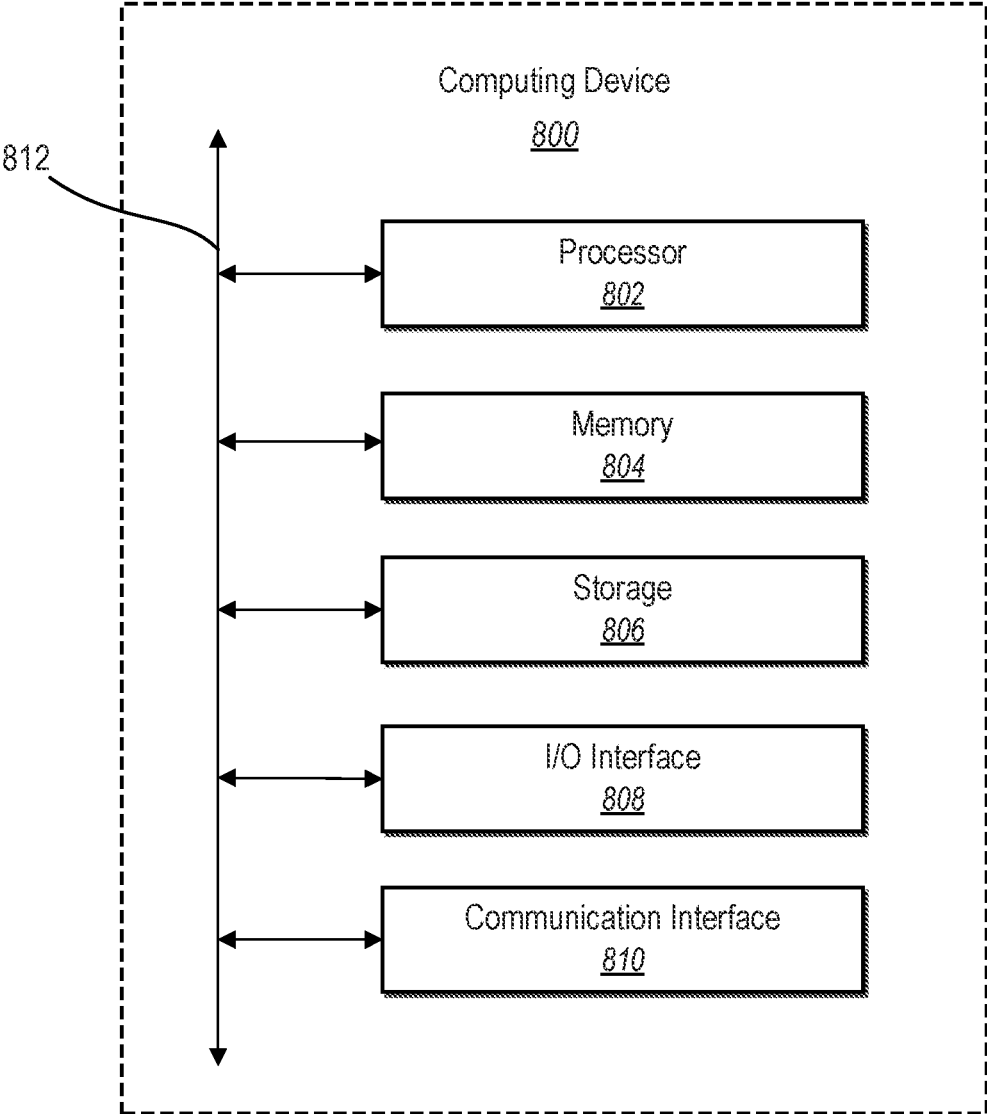 Computing Device
800
812
Processor
802
Memory
804
Storage
806
I/O Interface
808
Communication Interface
810